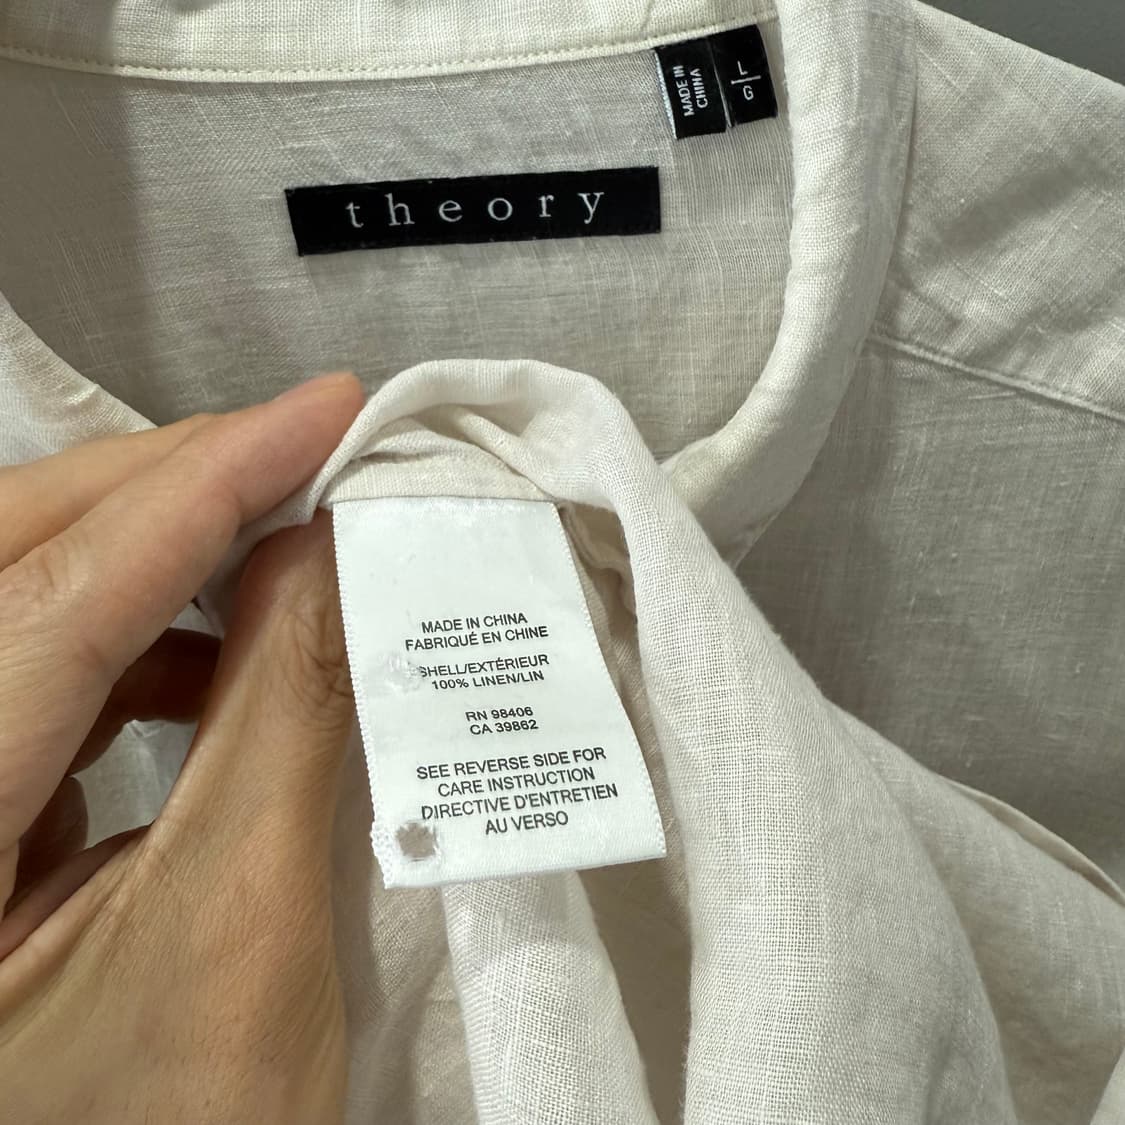 MADE IN
CHINA
L
G
theory
MADE IN CHINA
FABRIQUÉ EN CHINE
SHELL/EXTÉRIEUR
100% LINEN/LIN
RN 98406
CA 39862
SEE REVERSE SIDE FOR
CARE INSTRUCTION
DIRECTIVE D'ENTRETIEN
AU VERSO